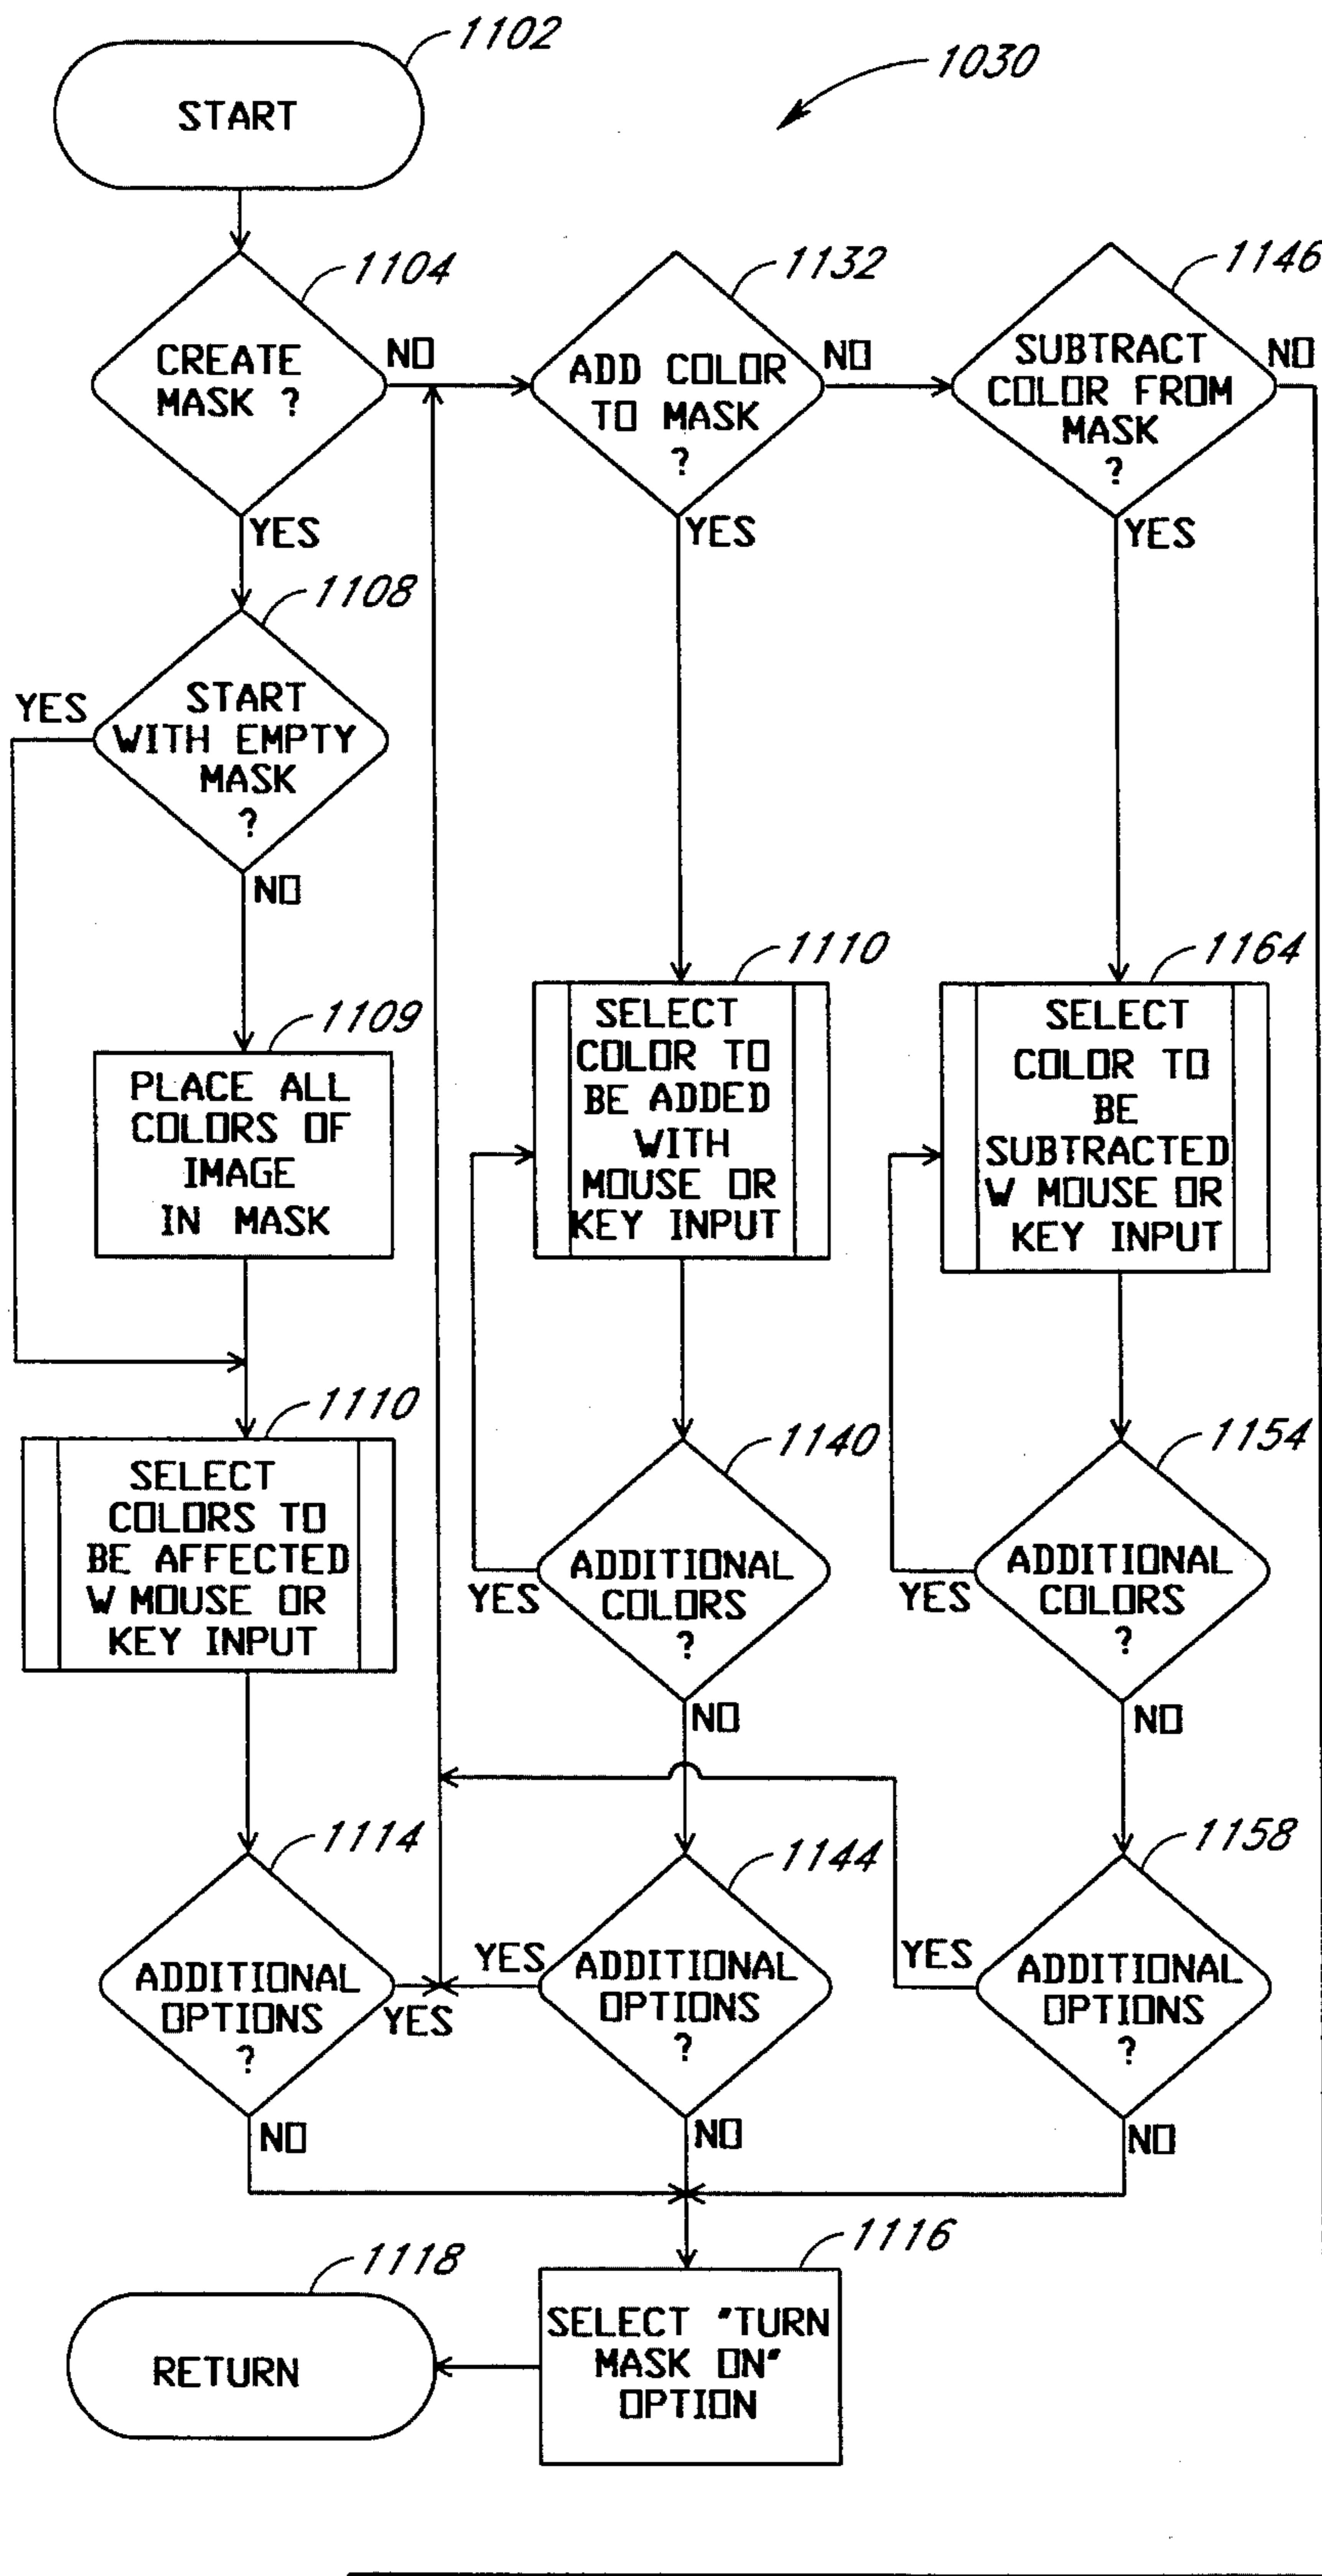 1102
START
1030
1104
CREATE
MASK ?
NO
YES
1132
ADD COLOR
TO MASK
?
NO
YES
1146
SUBTRACT
COLOR FROM
MASK
?
NO
YES
1108
START
WITH EMPTY
MASK
?
YES
NO
1109
PLACE ALL
COLORS OF
IMAGE
IN MASK
1110
SELECT
COLOR TO
BE ADDED
WITH
MOUSE OR
KEY INPUT
1164
SELECT
COLOR TO
BE
SUBTRACTED
W MOUSE OR
KEY INPUT
1110
SELECT
COLORS TO
BE AFFECTED
W MOUSE OR
KEY INPUT
1140
ADDITIONAL
COLORS
?
YES
NO
1154
ADDITIONAL
COLORS
?
YES
NO
1114
ADDITIONAL
OPTIONS
?
YES
NO
1144
YES
ADDITIONAL
OPTIONS
?
NO
1158
YES
ADDITIONAL
OPTIONS
?
NO
1116
SELECT "TURN
MASK ON"
OPTION
1118
RETURN